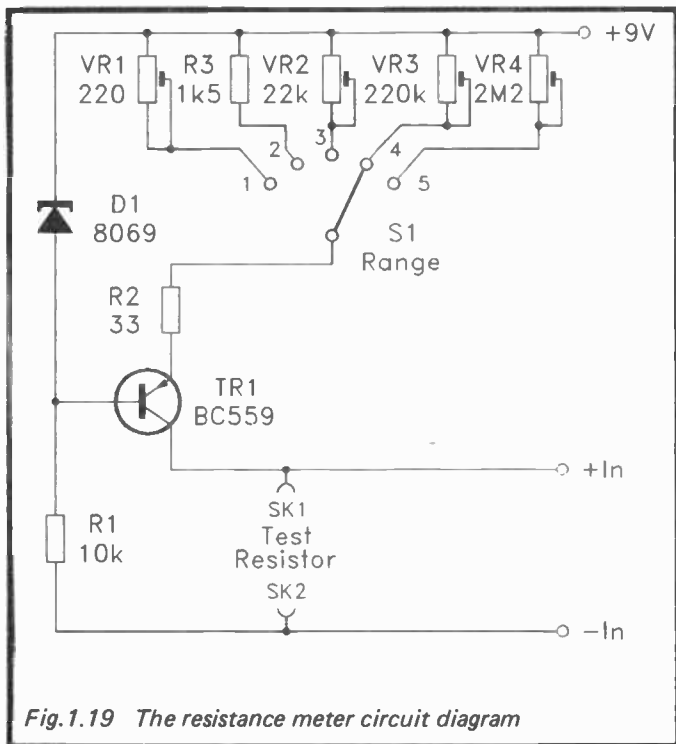 +9V
VR1 R3 VR2 VR3 VR4
220 1k5 22k 220k 2M2
1 2 3 4 5
D1
8069
S1
Range
R2
33
TR1
BC559
+In
SK1
R1
10k
Test
Resistor
SK2
-In
Fig.1.19 The resistance meter circuit diagram